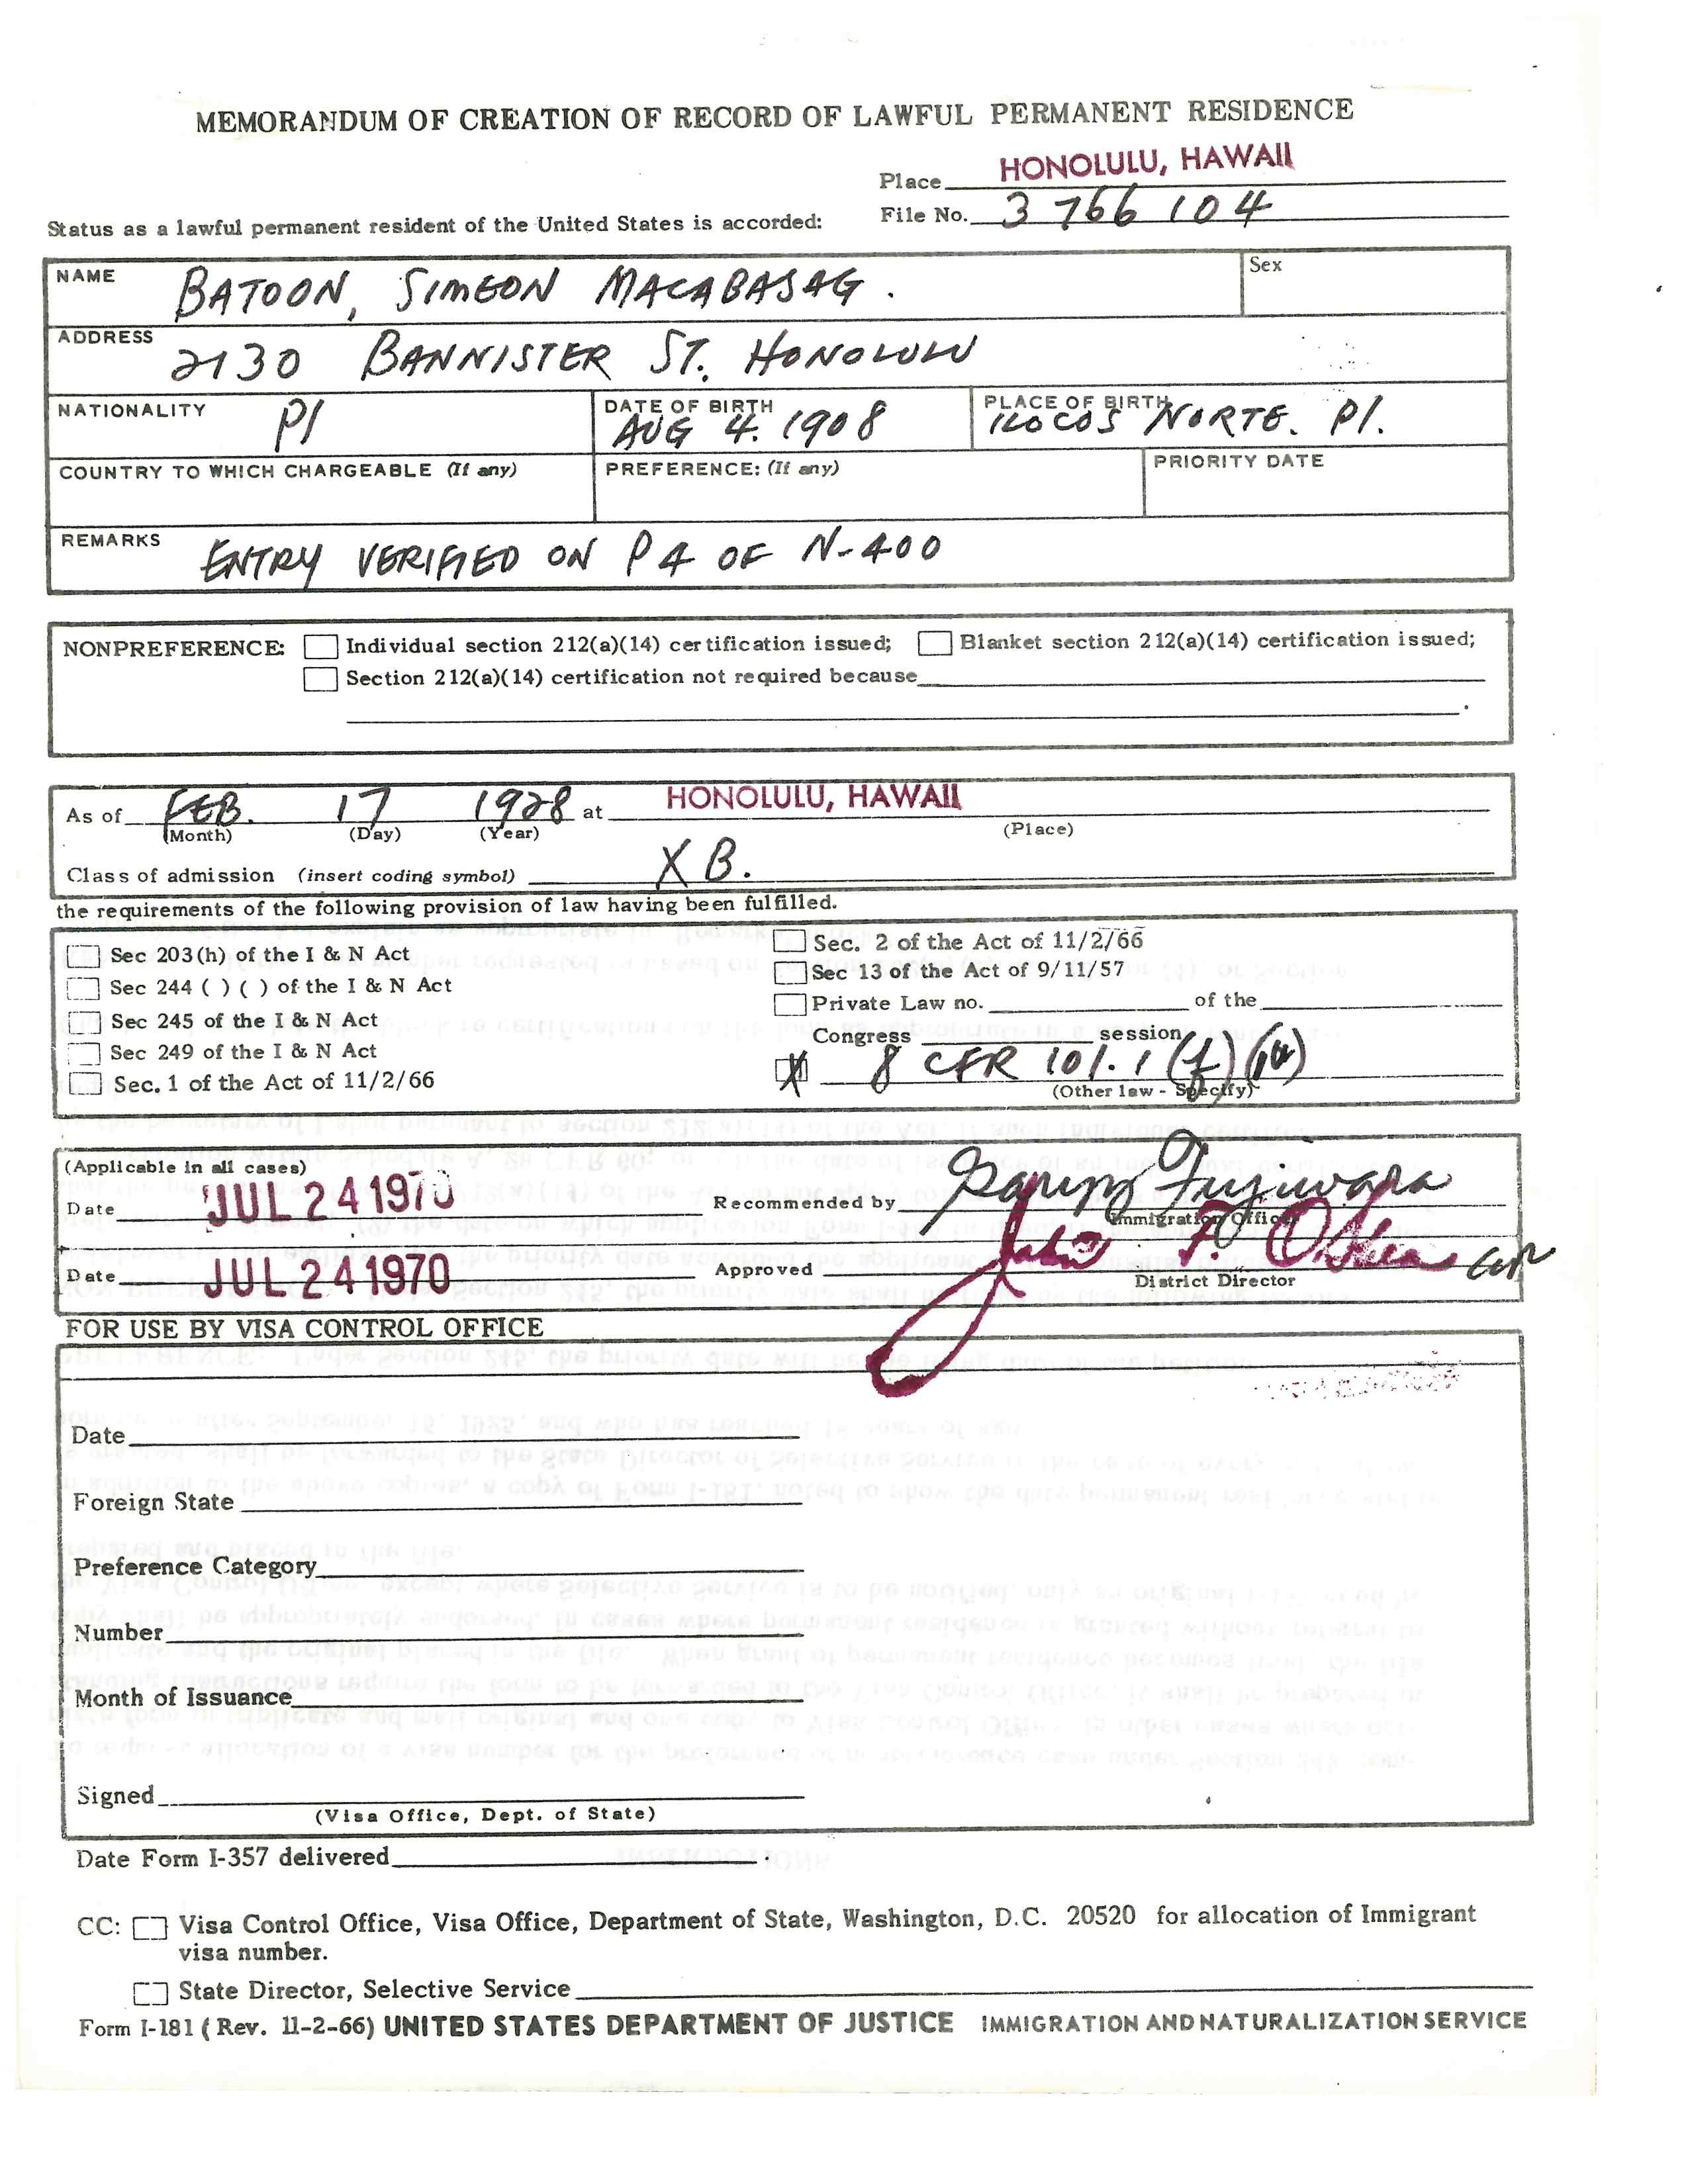 MEMORANDUM OF CREATION OF RECORD OF LAWFUL PERMANENT RESIDENCE
Place HONOLULU, HAWAII
Status as a lawful permanent resident of the United States is accorded: File No. 3 766 104
NAME BATOON, SIMEON MACABASAG. Sex
ADDRESS 2130 BANNISTER ST. HONOLULU
NATIONALITY PI DATE OF BIRTH AUG 4. 1908 PLACE OF BIRTH ILOCOS NORTE. PI.
COUNTRY TO WHICH CHARGEABLE (If any) PREFERENCE: (If any) PRIORITY DATE
REMARKS ENTRY VERIFIED ON P 4 OF N-400
NONPREFERENCE: Individual section 212(a)(14) certification issued; Blanket section 212(a)(14) certification issued;
Section 212(a)(14) certification not required because
As of FEB. 17 1928 at HONOLULU, HAWAII
(Month) (Day) (Year) (Place)
Class of admission (insert coding symbol) X B.
the requirements of the following provision of law having been fulfilled.
Sec 203(h) of the I & N Act
Sec 244 ( ) ( ) of the I & N Act
Sec 245 of the I & N Act
Sec 249 of the I & N Act
Sec. 1 of the Act of 11/2/66
Sec. 2 of the Act of 11/2/66
Sec 13 of the Act of 9/11/57
Private Law no. of the
Congress session
X 8 CFR 101.1 (f)
(Other law - Specify)
(Applicable in all cases)
Date JUL 24 1970 Recommended by Fujiwara
Immigration Officer
Date JUL 24 1970 Approved John F. O'Shea
District Director
FOR USE BY VISA CONTROL OFFICE
Date
Foreign State
Preference Category
Number
Month of Issuance
Signed
(Visa Office, Dept. of State)
Date Form I-357 delivered
CC: Visa Control Office, Visa Office, Department of State, Washington, D.C. 20520 for allocation of Immigrant
visa number.
State Director, Selective Service
Form I-181 (Rev. 11-2-66) UNITED STATES DEPARTMENT OF JUSTICE IMMIGRATION AND NATURALIZATION SERVICE